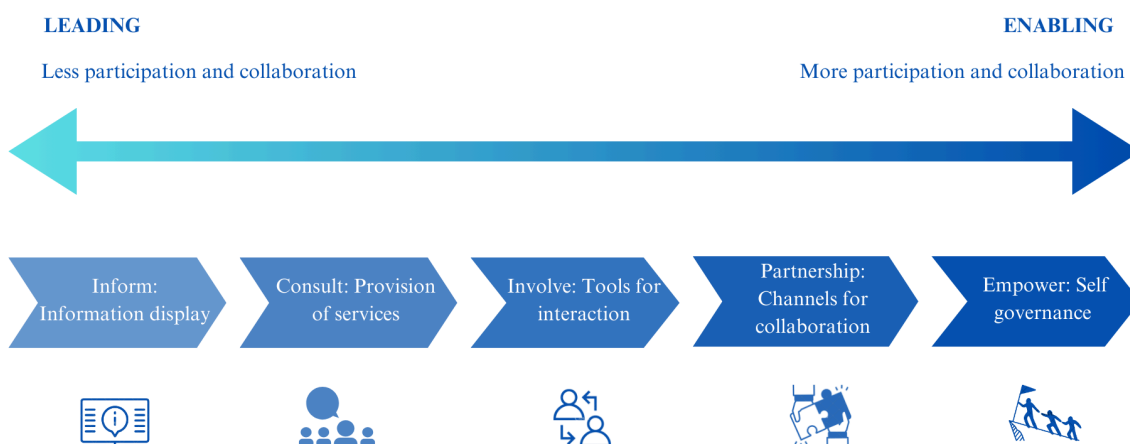 LEADING
ENABLING
Less participation and collaboration
More participation and collaboration
Inform:
Information display
Consult: Provision
of services
Involve: Tools for
interaction
Partnership:
Channels for
collaboration
Empower: Self
governance